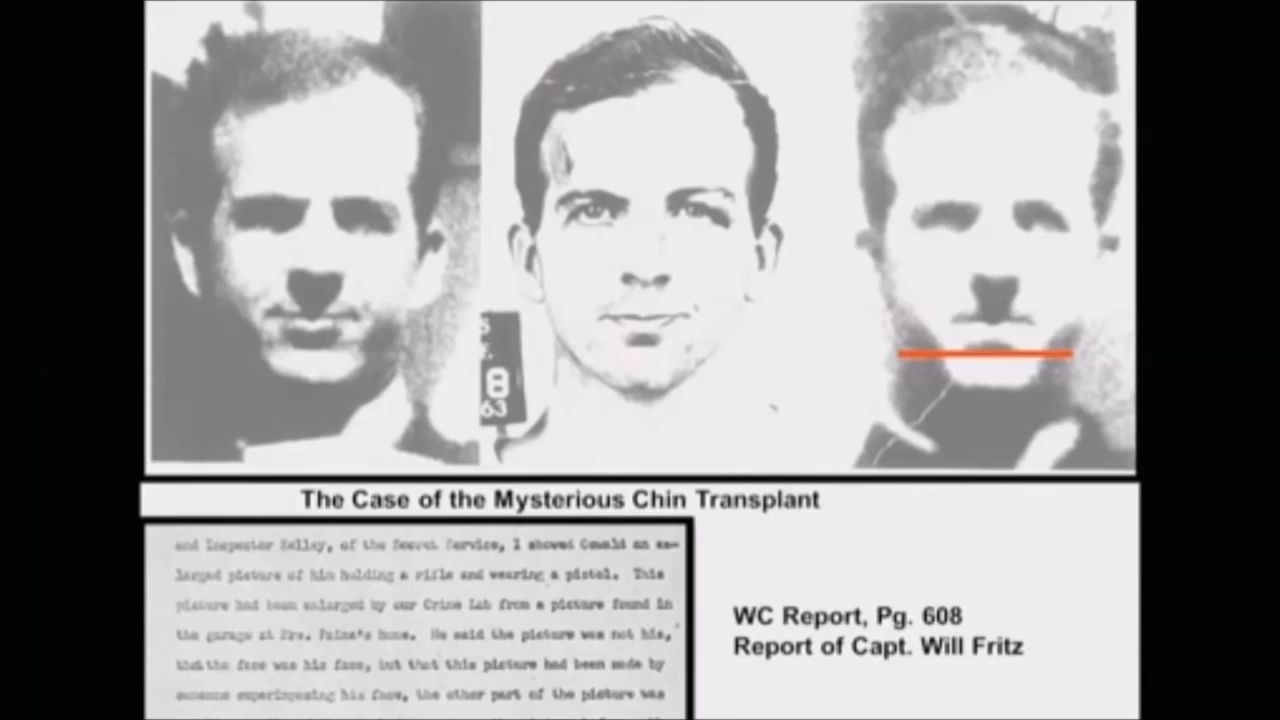 8
63
The Case of the Mysterious Chin Transplant
and Inspector Kelley, of the Secret Service, I showed Oswald an en-
larged picture of him holding a rifle and wearing a pistol. This
picture had been enlarged by our Crime Lab from a picture found in
the garage at Mrs. Paine's home. He said the picture was not his,
that the face was his face, but that this picture had been made by
someone superimposing his face, the other part of the picture was
WC Report, Pg. 608
Report of Capt. Will Fritz